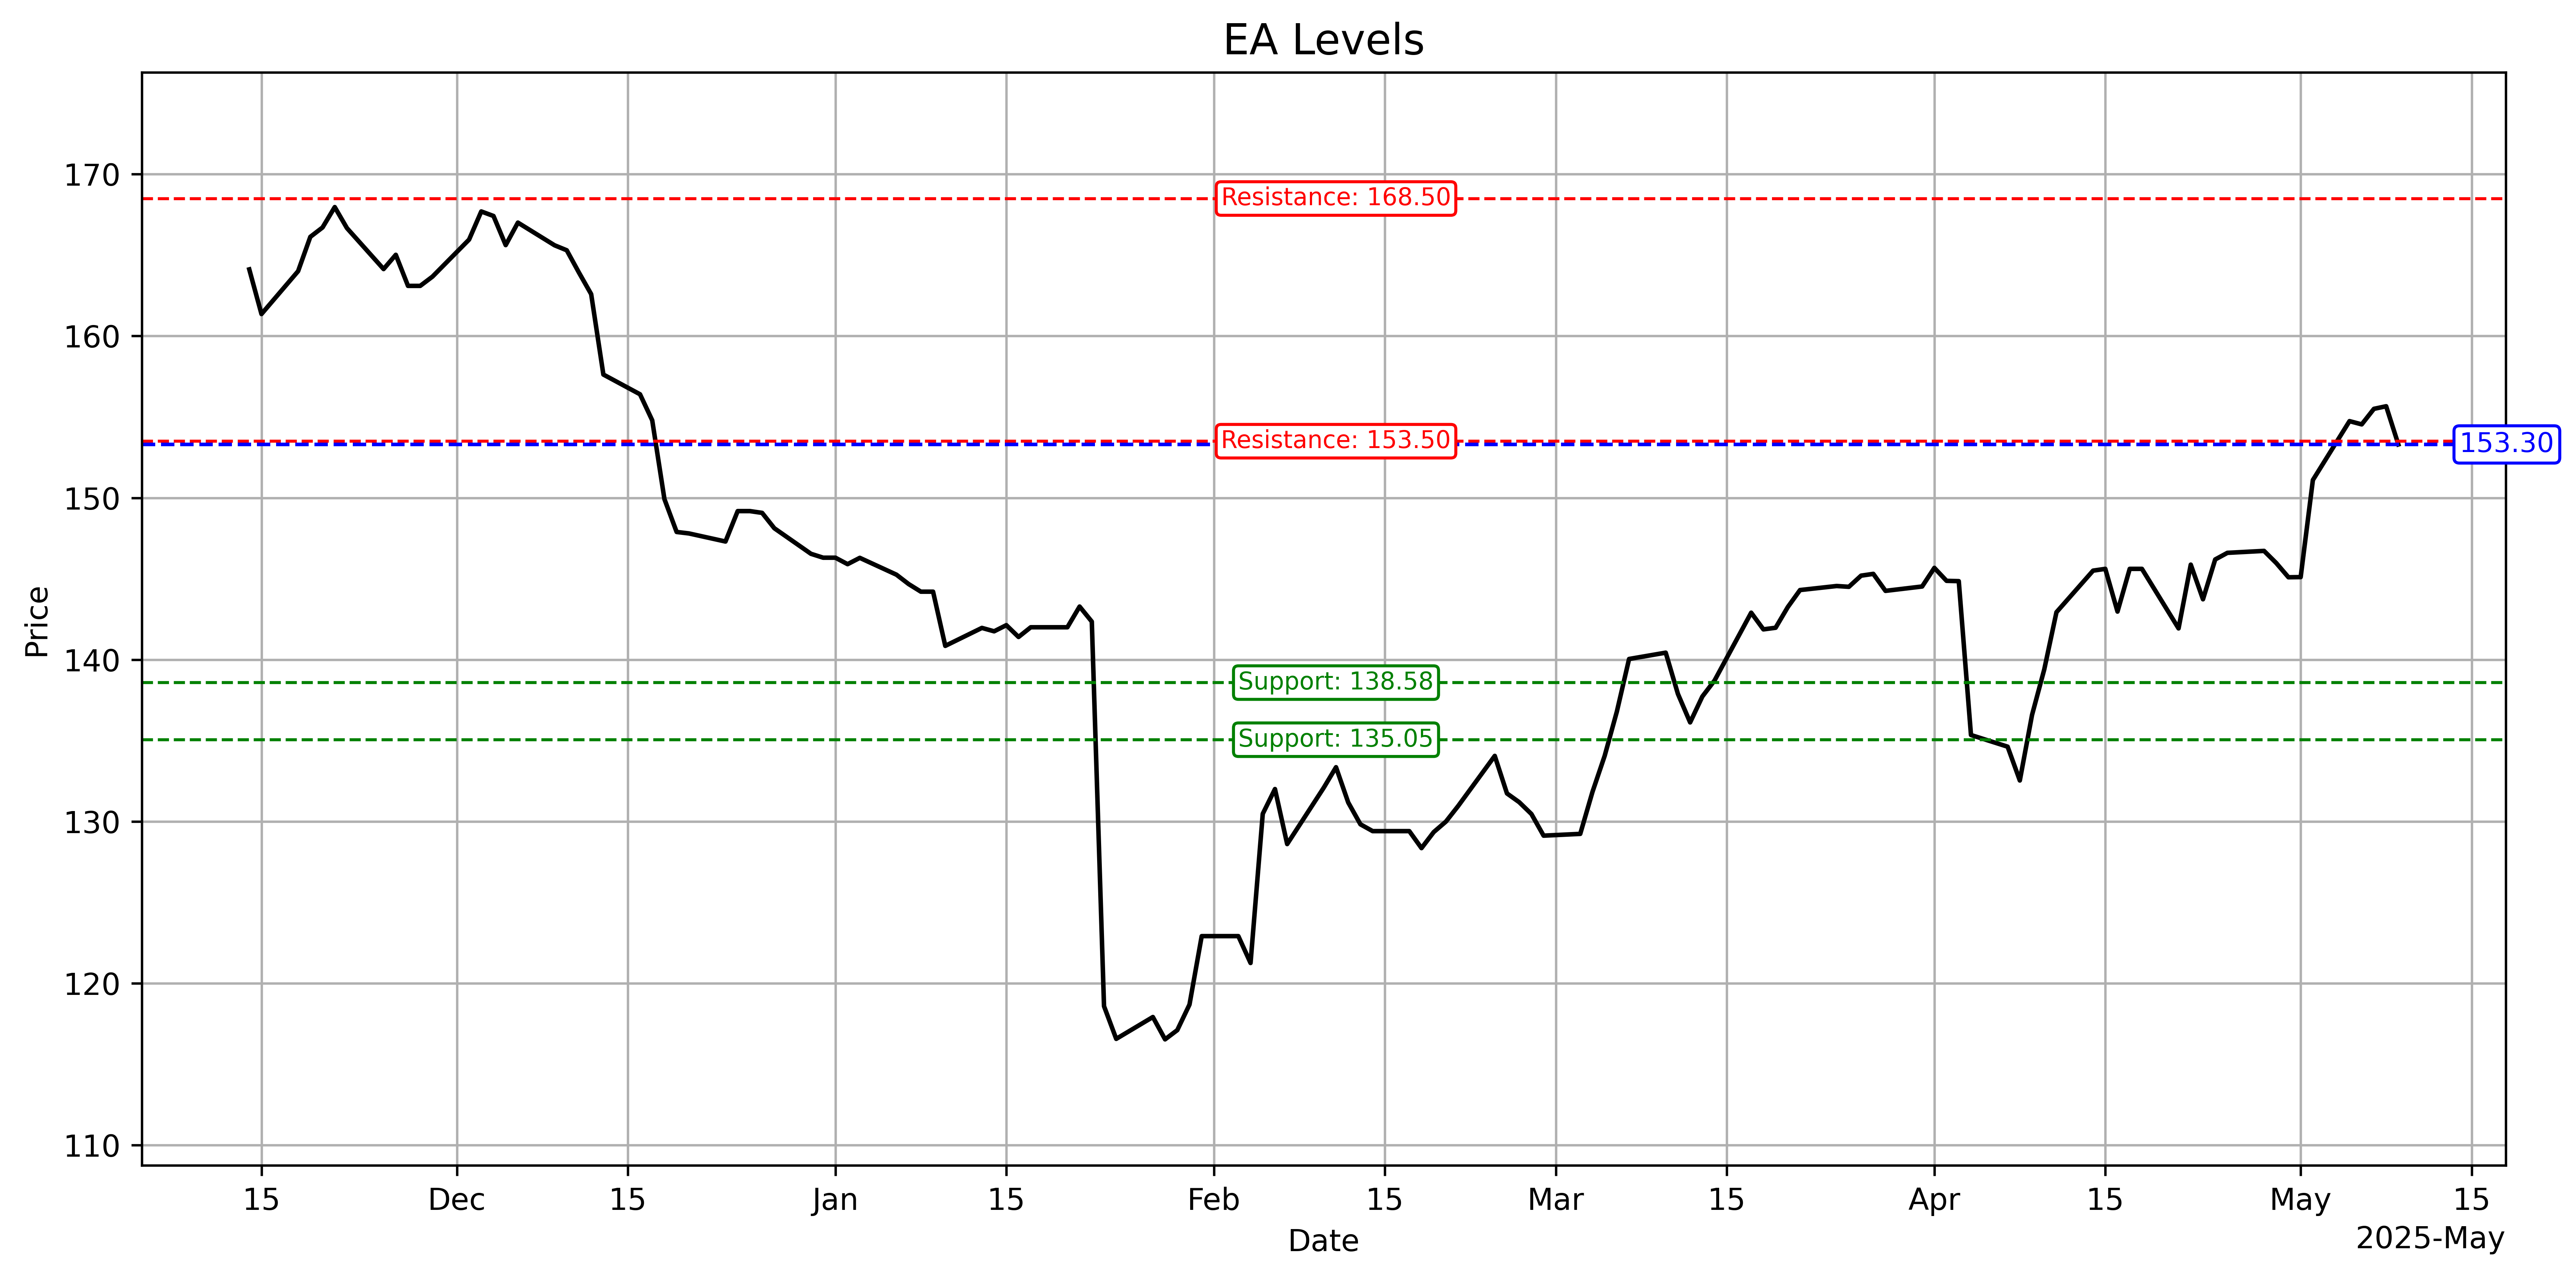 EA Levels
Price
170
160
150
140
130
120
110
Resistance: 168.50
Resistance: 153.50
153.30
Support: 138.58
Support: 135.05
15 Dec 15 Jan 15 Feb 15 Mar 15 Apr 15 May 15
Date
2025-May